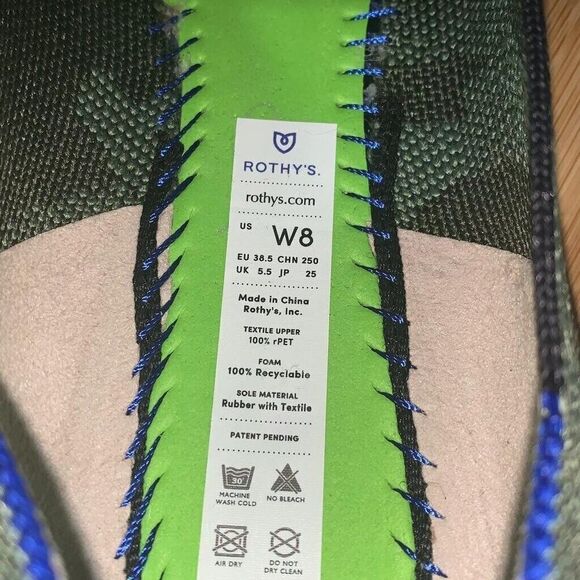 ROTHY'S.
rothys.com
US W8
EU 38.5 CHN 250
UK 5.5 JP 25
Made in China
Rothy's, Inc.
TEXTILE UPPER
100% rPET
FOAM
100% Recyclable
SOLE MATERIAL
Rubber with Textile
PATENT PENDING
30°
MACHINE WASH COLD
NO BLEACH
AIR DRY
DO NOT DRY CLEAN